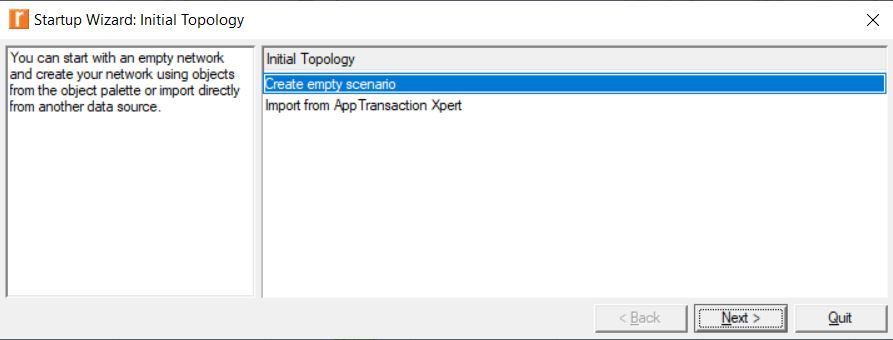 Startup Wizard: Initial Topology
You can start with an empty network
and create your network using objects
from the object palette or import directly
from another data source.
Initial Topology
Create empty scenario
Import from AppTransaction Xpert
< Back
Next >
Quit